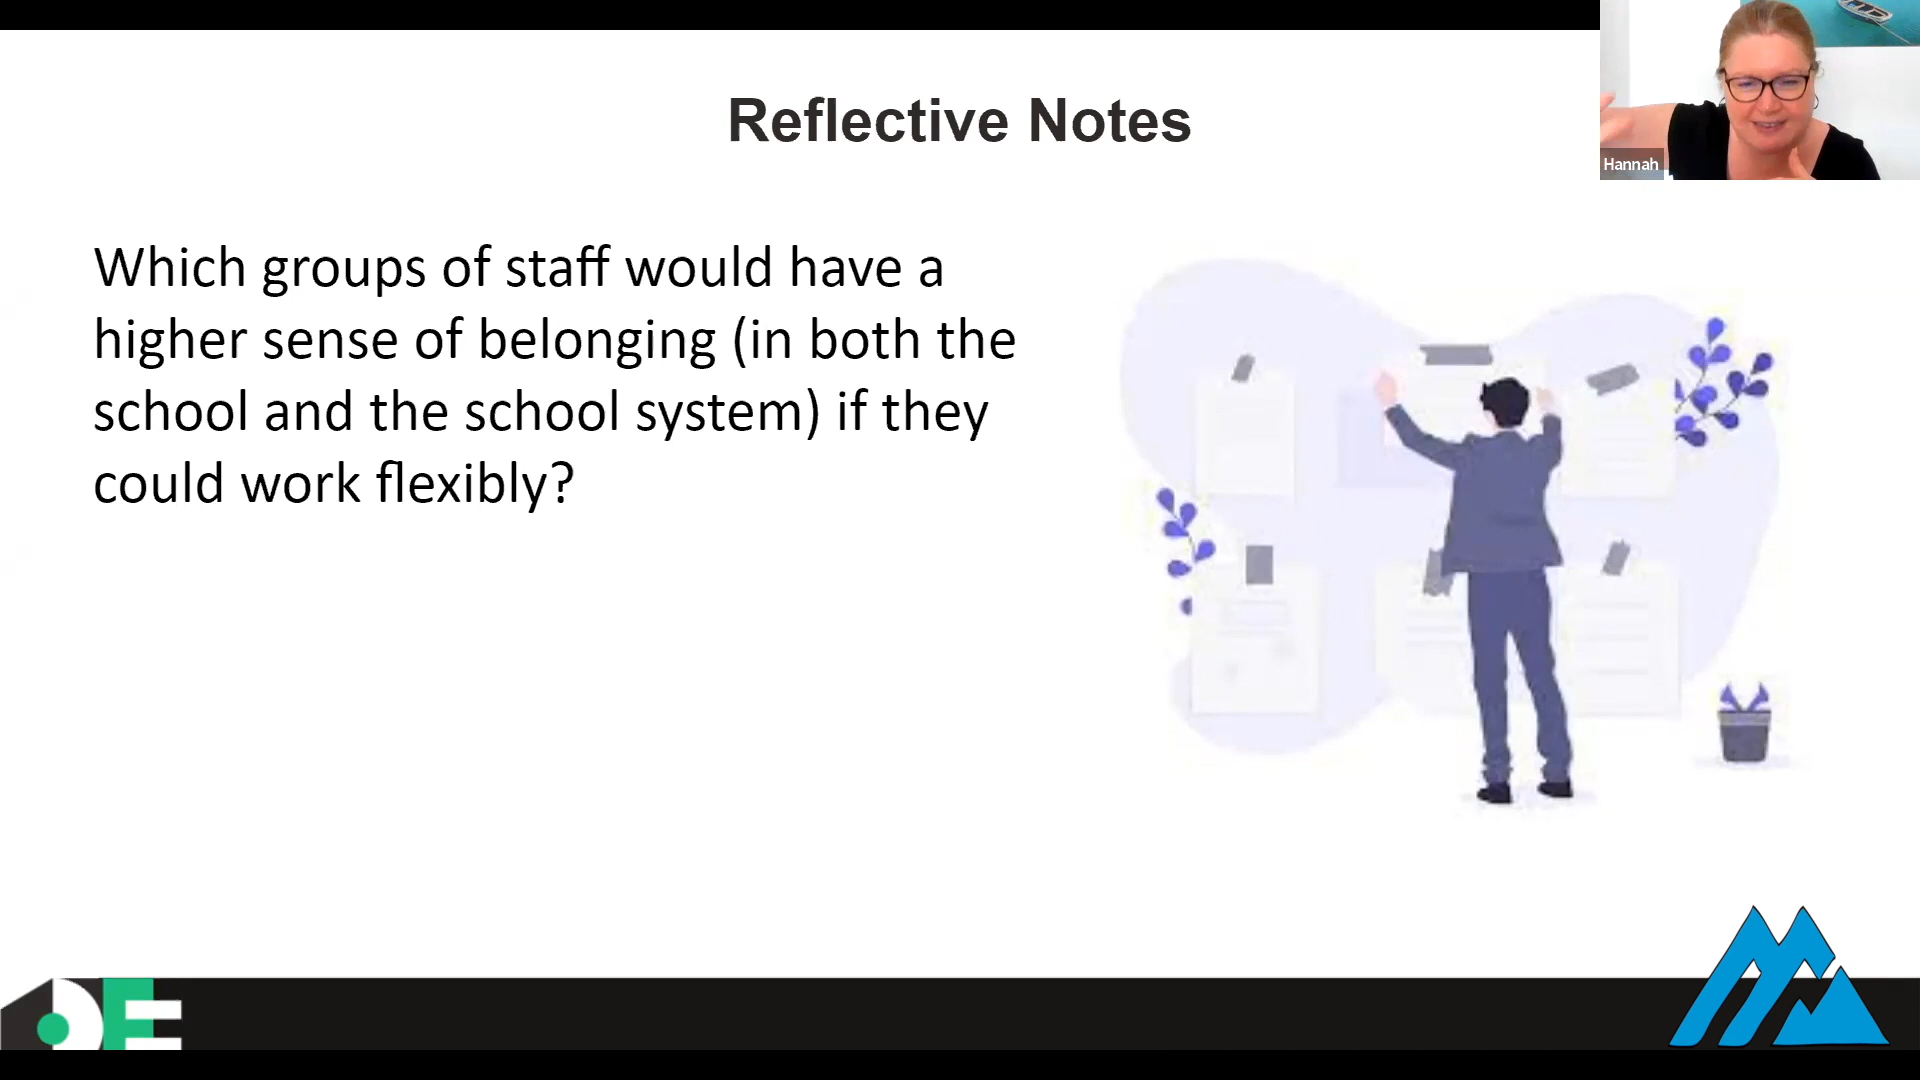 Reflective Notes
Hannah
Which groups of staff would have a
higher sense of belonging (in both the
school and the school system) if they
could work flexibly?